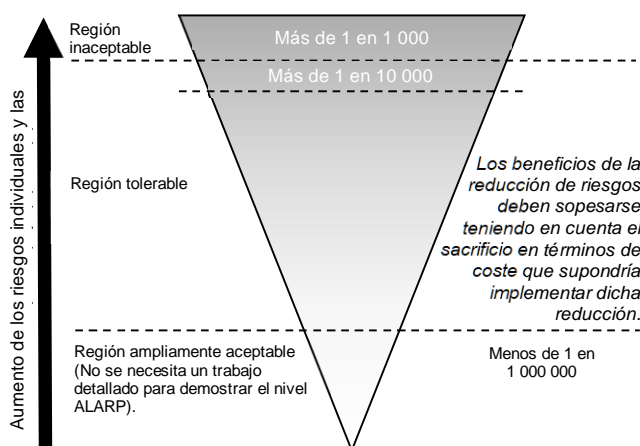 Aumento de los riesgos individuales y las
Región
inaceptable
Más de 1 en 1 000
Más de 1 en 10 000
Región tolerable
Los beneficios de la
reducción de riesgos
deben sopesarse
teniendo en cuenta el
sacrificio en términos de
coste que supondría
implementar dicha
reducción.
Región ampliamente aceptable
(No se necesita un trabajo
detallado para demostrar el nivel
ALARP).
Menos de 1 en
1 000 000